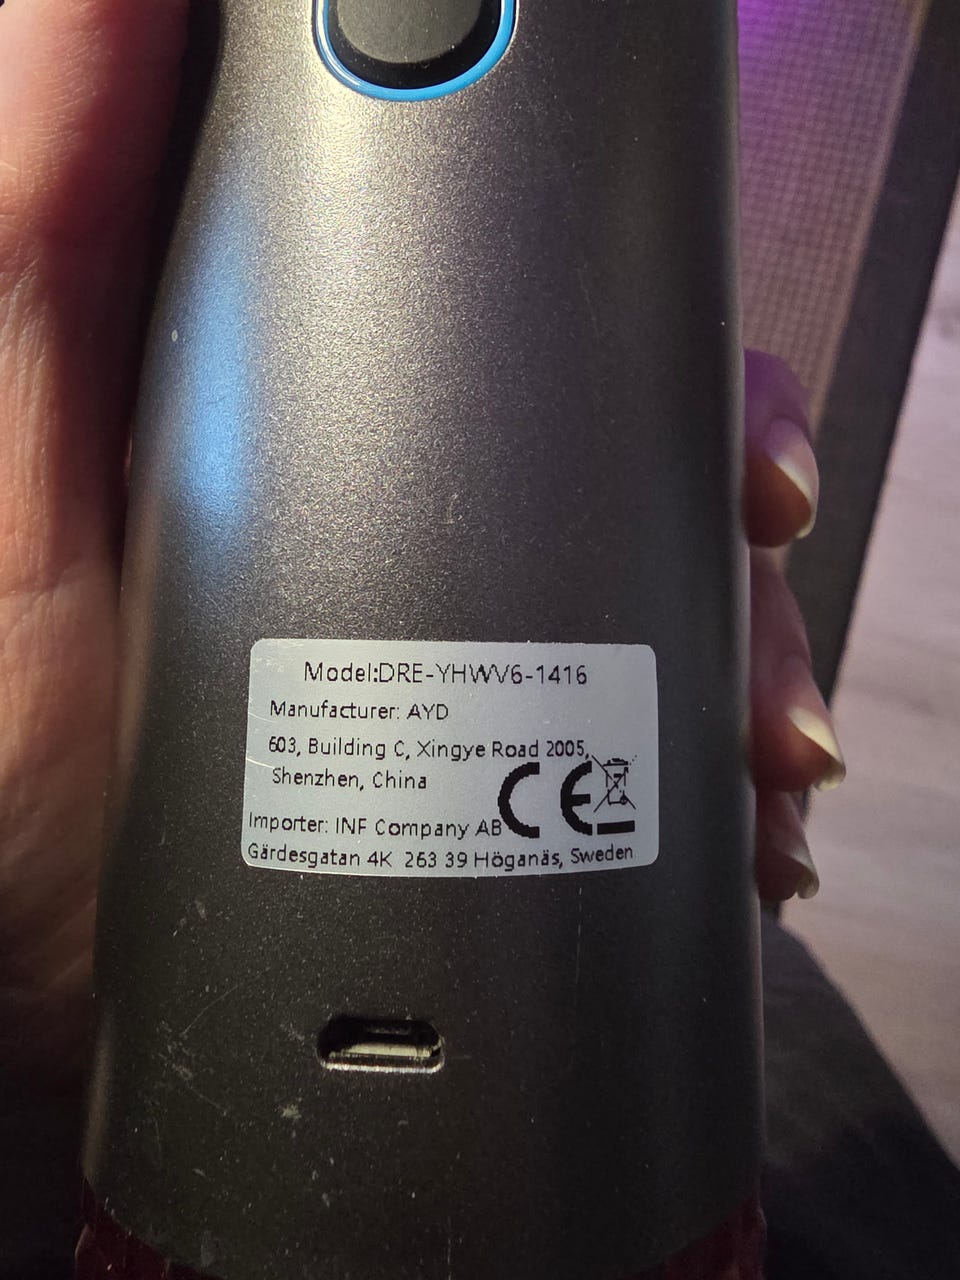 Model:DRE-YHWV6-1416
Manufacturer: AYD
603, Building C, Xingye Road 2005,
Shenzhen, China
CE
Importer: INF Company AB
Gärdesgatan 4K 263 39 Höganäs, Sweden